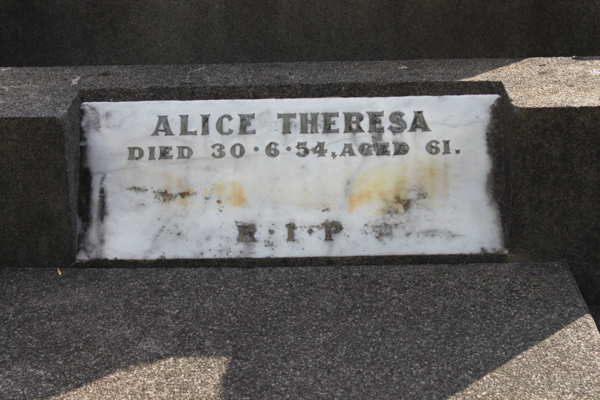 ALICE THERESA
DIED 30·6·54, AGED 61.
R·I·P